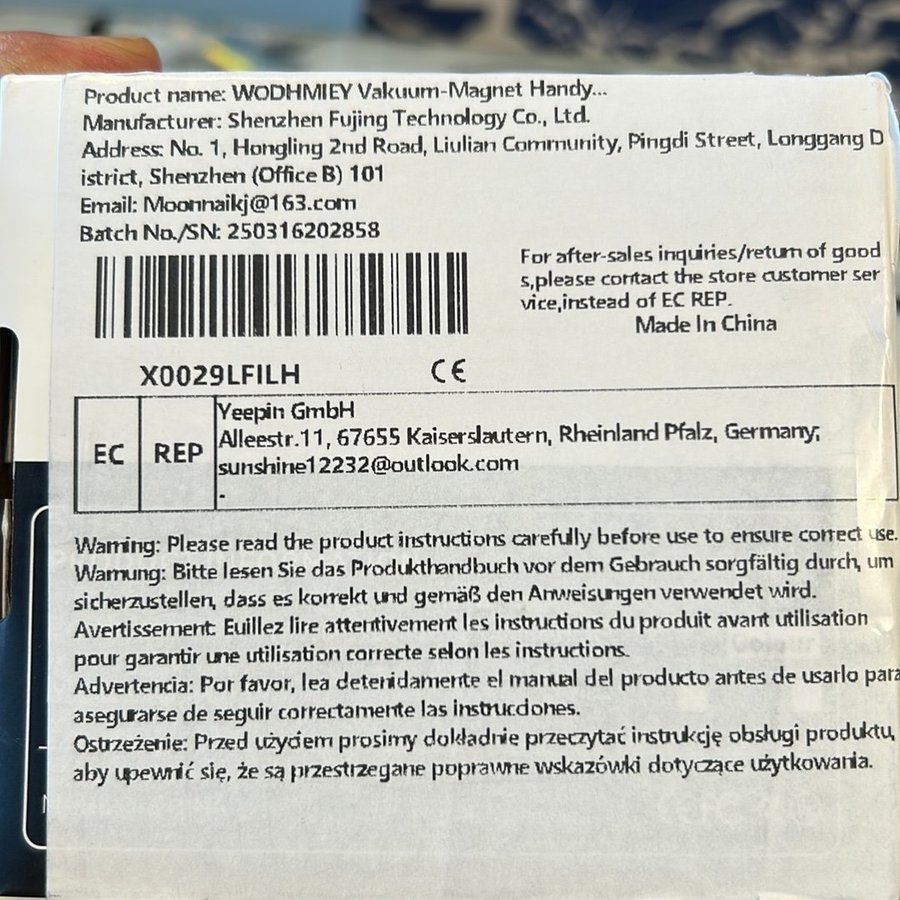 Product name: WODHMIEY Vakuum-Magnet Handy...
Manufacturer: Shenzhen Fujing Technology Co., Ltd.
Address: No. 1, Hongling 2nd Road, Liulian Community, Pingdi Street, Longgang D
istrict, Shenzhen (Office B) 101
Email: Moonnaikj@163.com
Batch No./SN: 250316202858
For after-sales inquiries/return of good
s,please contact the store customer ser
vice,instead of EC REP.
Made In China
X0029LFILH
CE
EC REP
Yeepin GmbH
Alleestr.11, 67655 Kaiserslautern, Rheinland Pfalz, Germany,
sunshine12232@outlook.com
-
Warning: Please read the product instructions carefully before use to ensure correct use.
Warnung: Bitte lesen Sie das Produkthandbuch vor dem Gebrauch sorgfältig durch, um
sicherzustellen, dass es korrekt und gemäß den Anweisungen verwendet wird.
Avertissement: Euillez lire attentivement les instructions du produit avant utilisation
pour garantir une utilisation correcte selon les instructions.
Advertencia: Por favor, lea detenidamente el manual del producto antes de usarlo para
asegurarse de seguir correctamente las instrucciones.
Ostrzeżenie: Przed użyciem prosimy dokładnie przeczytać instrukcję obsługi produktu,
aby upewnić się, że są przestrzegane poprawne wskazówki dotyczące użytkowania.